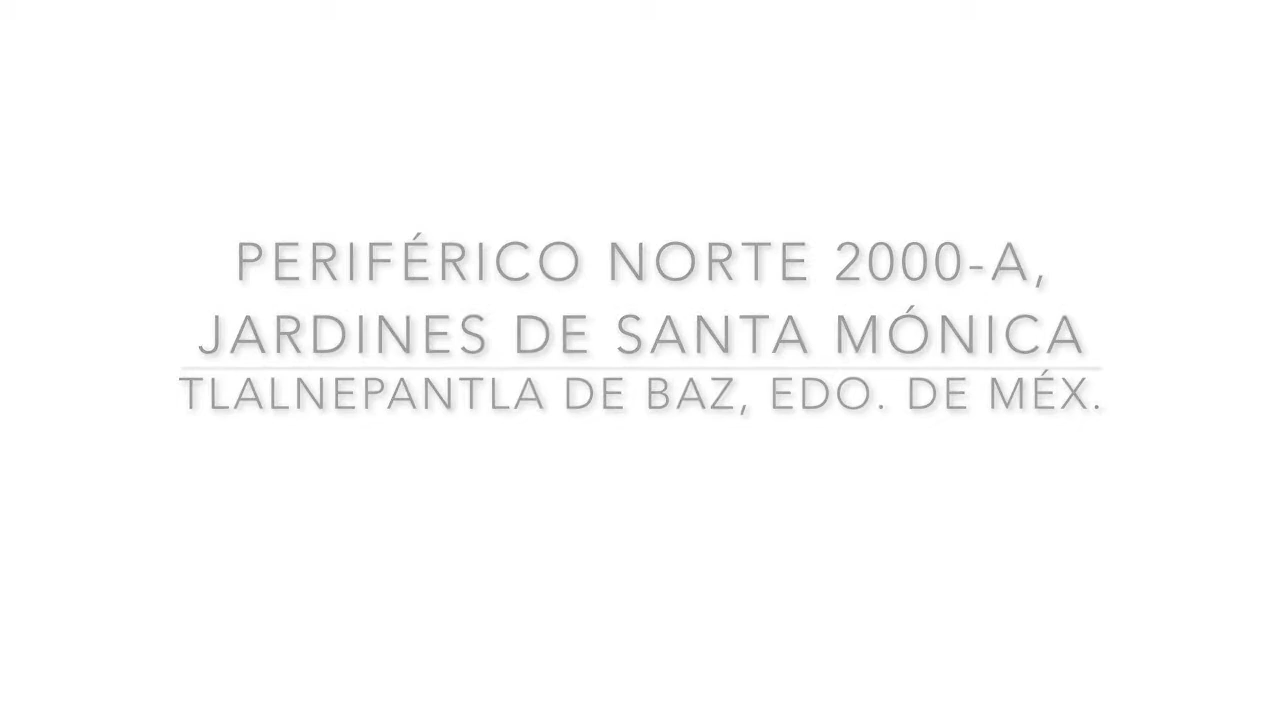 PERIFÉRICO NORTE 2000-A,
JARDINES DE SANTA MÓNICA
TLALNEPANTLA DE BAZ, EDO. DE MÉX.